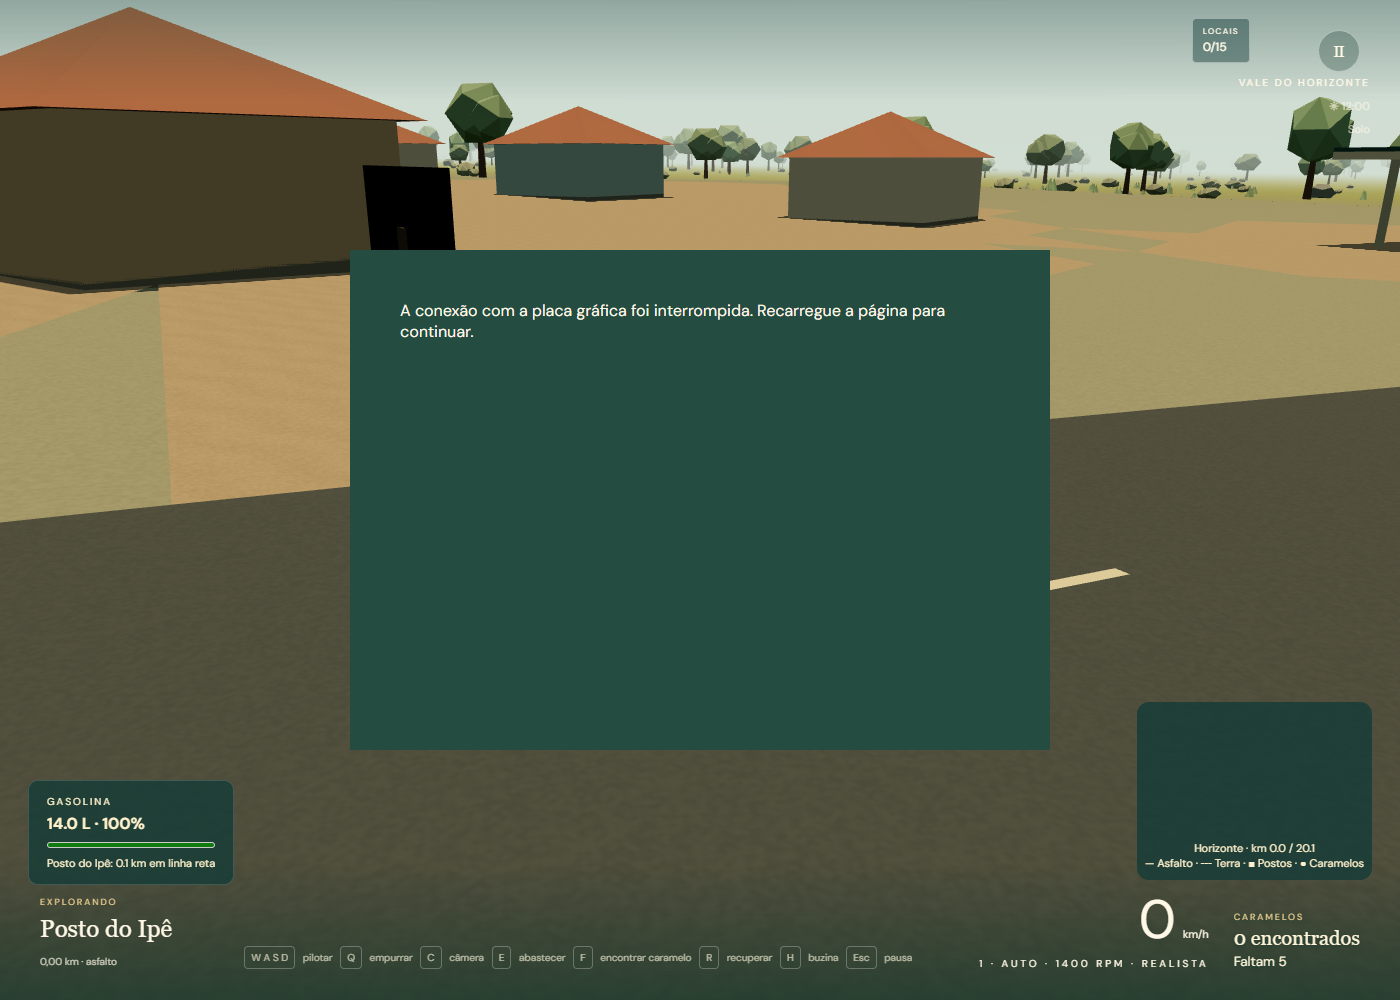 LOCAIS
0/15
II
VALE DO HORIZONTE
☀ 12:00
Solo
A conexão com a placa gráfica foi interrompida. Recarregue a página para
continuar.
GASOLINA
14.0 L · 100%
Posto do Ipê: 0.1 km em linha reta
EXPLORANDO
Posto do Ipê
0,00 km · asfalto
W A S D pilotar Q empurrar C câmera E abastecer F encontrar caramelo R recuperar H buzina Esc pausa
Horizonte · km 0.0 / 20.1
— Asfalto · --- Terra · ■ Postos · ● Caramelos
0 km/h
1 · AUTO · 1400 RPM · REALISTA
CARAMELOS
0 encontrados
Faltam 5